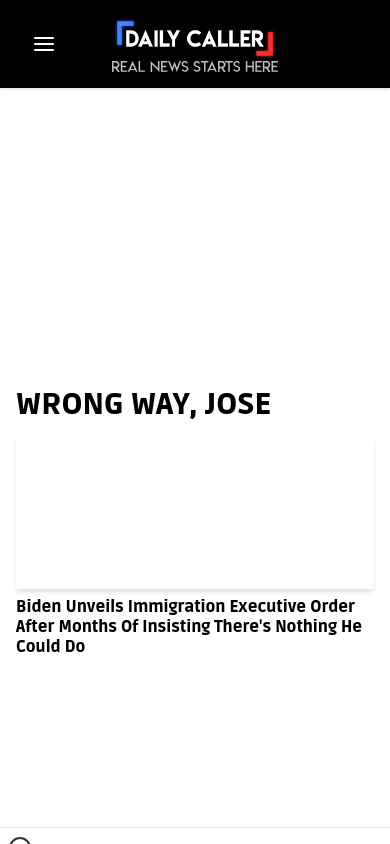 DAILY CALLER
REAL NEWS STARTS HERE
WRONG WAY, JOSE
Biden Unveils Immigration Executive Order
After Months Of Insisting There's Nothing He
Could Do